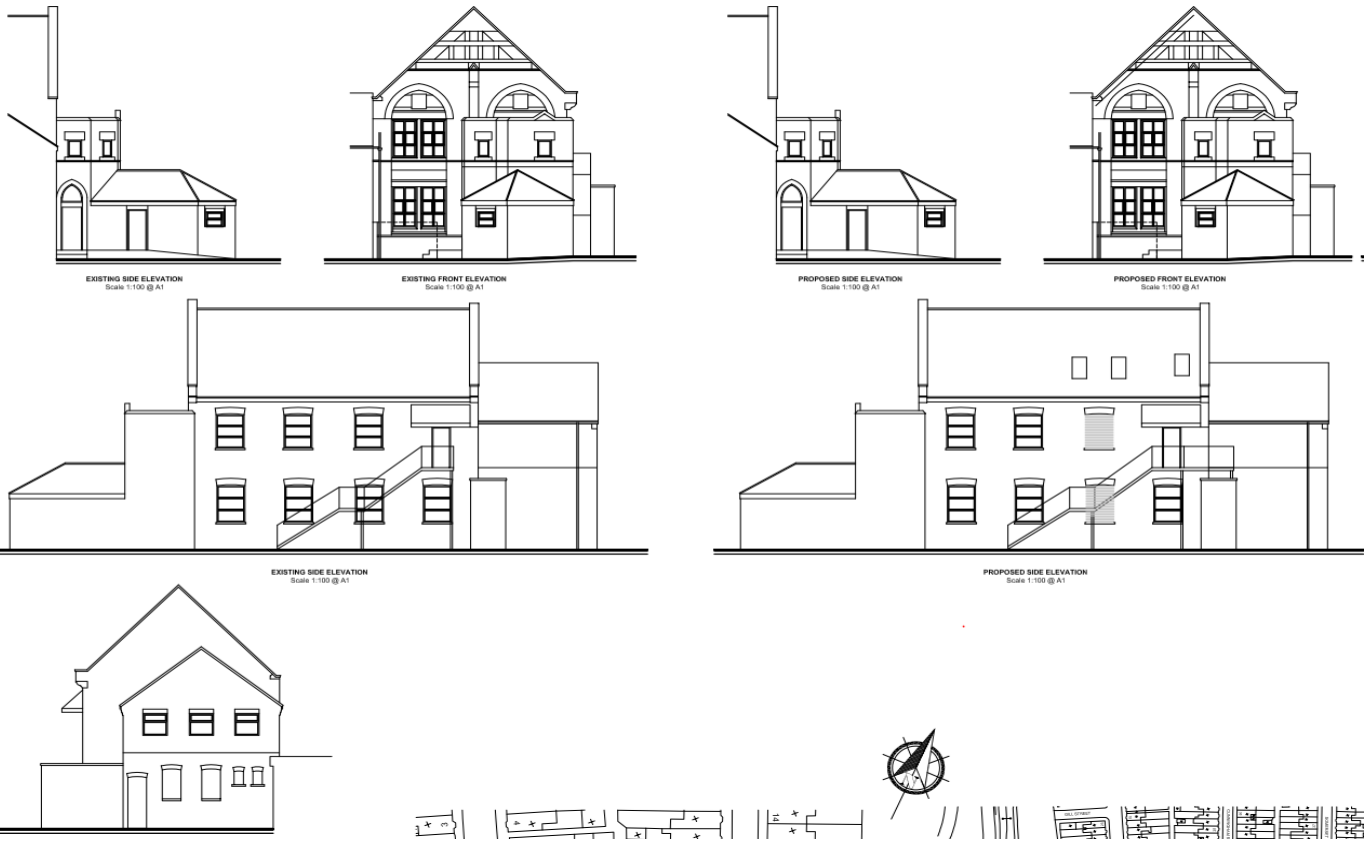 EXISTING SIDE ELEVATION
Scale 1:100 @ A1
EXISTING FRONT ELEVATION
Scale 1:100 @ A1
PROPOSED SIDE ELEVATION
Scale 1:100 @ A1
PROPOSED FRONT ELEVATION
Scale 1:100 @ A1
EXISTING SIDE ELEVATION
Scale 1:100 @ A1
PROPOSED SIDE ELEVATION
Scale 1:100 @ A1
14